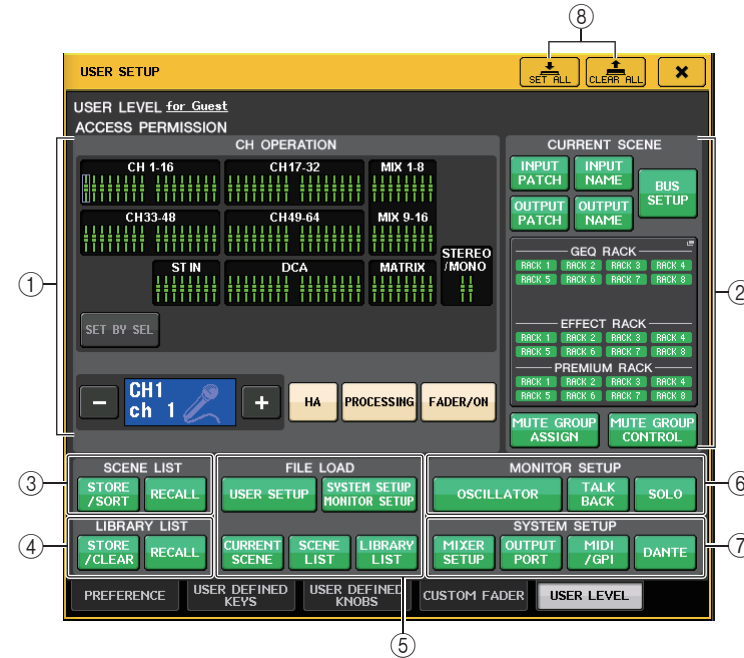 ⑧
USER SETUP
SET ALL
CLEAR ALL
USER LEVEL for Guest
ACCESS PERMISSION
CH OPERATION
CH 1-16
CH17-32
MIX 1-8
CH33-48
CH49-64
MIX 9-16
ST IN
DCA
MATRIX
STEREO
/MONO
SET BY SEL
①
CH1
ch 1
HA
PROCESSING
FADER/ON
CURRENT SCENE
INPUT
PATCH
INPUT
NAME
BUS
SETUP
OUTPUT
PATCH
OUTPUT
NAME
GEQ RACK
RACK 1 RACK 2 RACK 3 RACK 4
RACK 5 RACK 6 RACK 7 RACK 8
EFFECT RACK
RACK 1 RACK 2 RACK 3 RACK 4
RACK 5 RACK 6 RACK 7 RACK 8
PREMIUM RACK
RACK 1 RACK 2 RACK 3 RACK 4
RACK 5 RACK 6 RACK 7 RACK 8
MUTE GROUP
ASSIGN
MUTE GROUP
CONTROL
②
③
SCENE LIST
STORE
/SORT
RECALL
④
LIBRARY LIST
STORE
/CLEAR
RECALL
FILE LOAD
USER SETUP
SYSTEM SETUP
MONITOR SETUP
CURRENT
SCENE
SCENE
LIST
LIBRARY
LIST
⑤
MONITOR SETUP
OSCILLATOR
TALK
BACK
SOLO
⑥
SYSTEM SETUP
MIXER
SETUP
OUTPUT
PORT
MIDI
/GPI
DANTE
⑦
PREFERENCE
USER DEFINED
KEYS
USER DEFINED
KNOBS
CUSTOM FADER
USER LEVEL